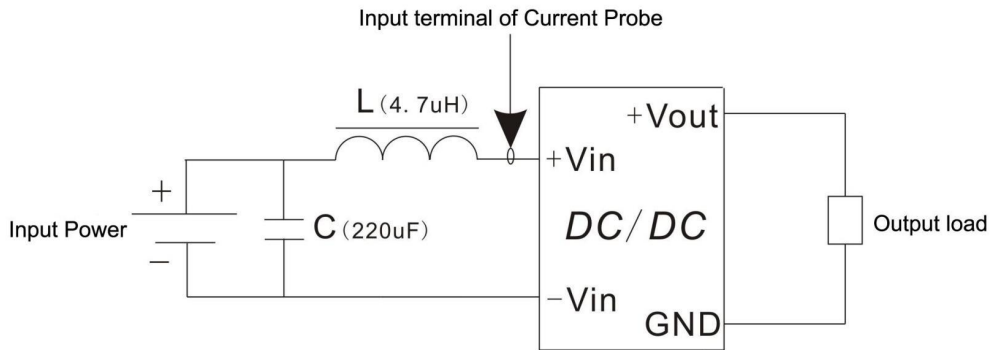 Input terminal of Current Probe
L(4.7uH)
+Vout
+Vin
+
Input Power
C(220uF)
DC/DC
Output load
−
−Vin
GND